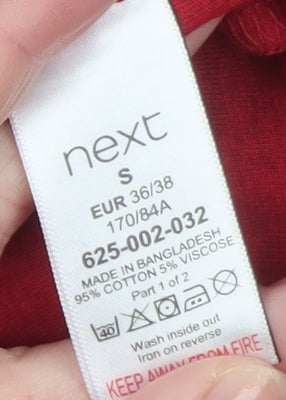 next
S
EUR 36/38
170/84A
625-002-032
MADE IN BANGLADESH
95% COTTON 5% VISCOSE
Part 1 of 2
40
Wash inside out
Iron on reverse
KEEP AWAY FROM FIRE